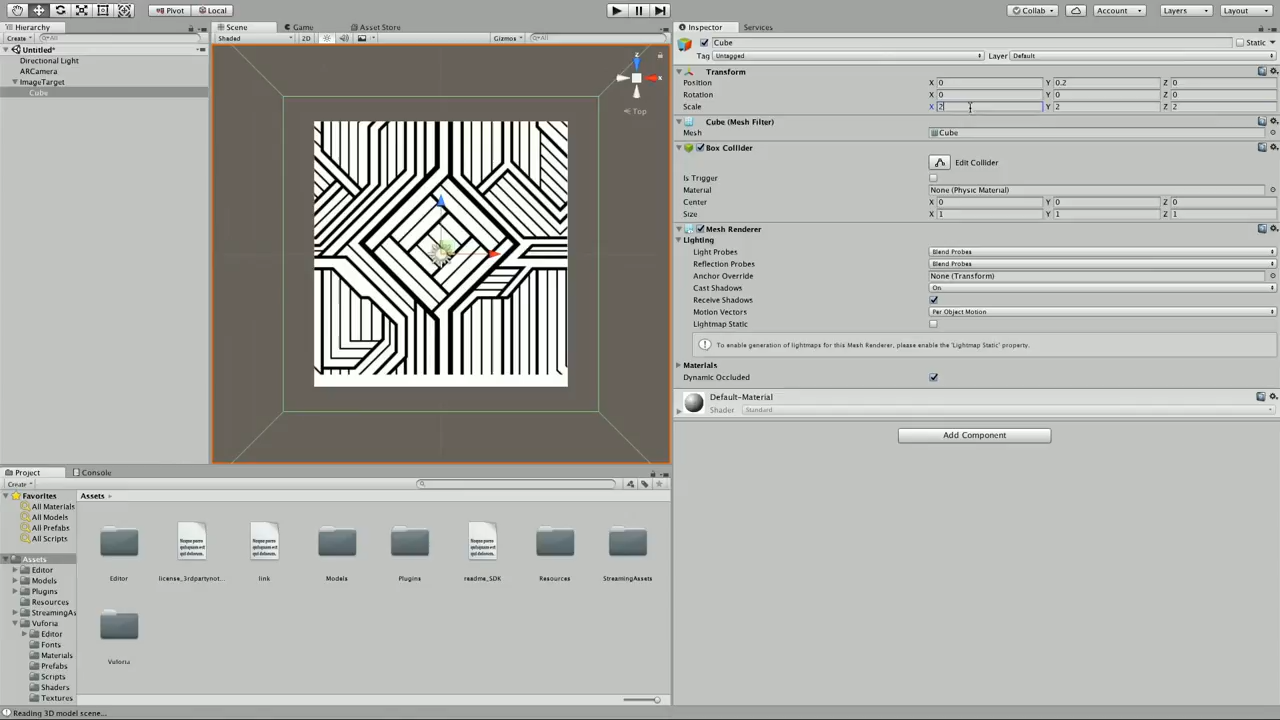 Pivot Local Collab Account Layers Layout
Hierarchy
Create All
Untitled*
Directional Light
ARCamera
ImageTarget
Cube
Scene Game Asset Store
Shaded 2D Gizmos All
z
x
Top
Inspector Services
Cube Static
Tag Untagged Layer Default
Transform
Position X 0 Y 0.2 Z 0
Rotation X 0 Y 0 Z 0
Scale X 2 Y 2 Z 2
Cube (Mesh Filter)
Mesh Cube
Box Collider
Edit Collider
Is Trigger
Material None (Physic Material)
Center X 0 Y 0 Z 0
Size X 1 Y 1 Z 1
Mesh Renderer
Lighting
Light Probes Blend Probes
Reflection Probes Blend Probes
Anchor Override None (Transform)
Cast Shadows On
Receive Shadows
Motion Vectors Per Object Motion
Lightmap Static
To enable generation of lightmaps for this Mesh Renderer, please enable the 'Lightmap Static' property.
Materials
Dynamic Occluded
Default-Material
Shader Standard
Add Component
Project Console
Create
Favorites
All Materials
All Models
All Prefabs
All Scripts
Assets
Editor
Models
Plugins
Resources
StreamingAs
Vuforia
Editor
Fonts
Materials
Prefabs
Scripts
Shaders
Textures
Assets
Editor license_3rdpartynot... link Models Plugins readme_SDK Resources StreamingAssets
Vuforia
Reading 3D model scene...